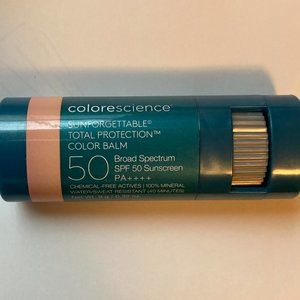 colorescience®
SUNFORGETTABLE®
TOTAL PROTECTION™
COLOR BALM
50
Broad Spectrum
SPF 50 Sunscreen
PA++++
CHEMICAL-FREE ACTIVES | 100% MINERAL
WATER/SWEAT RESISTANT (80 MINUTES)